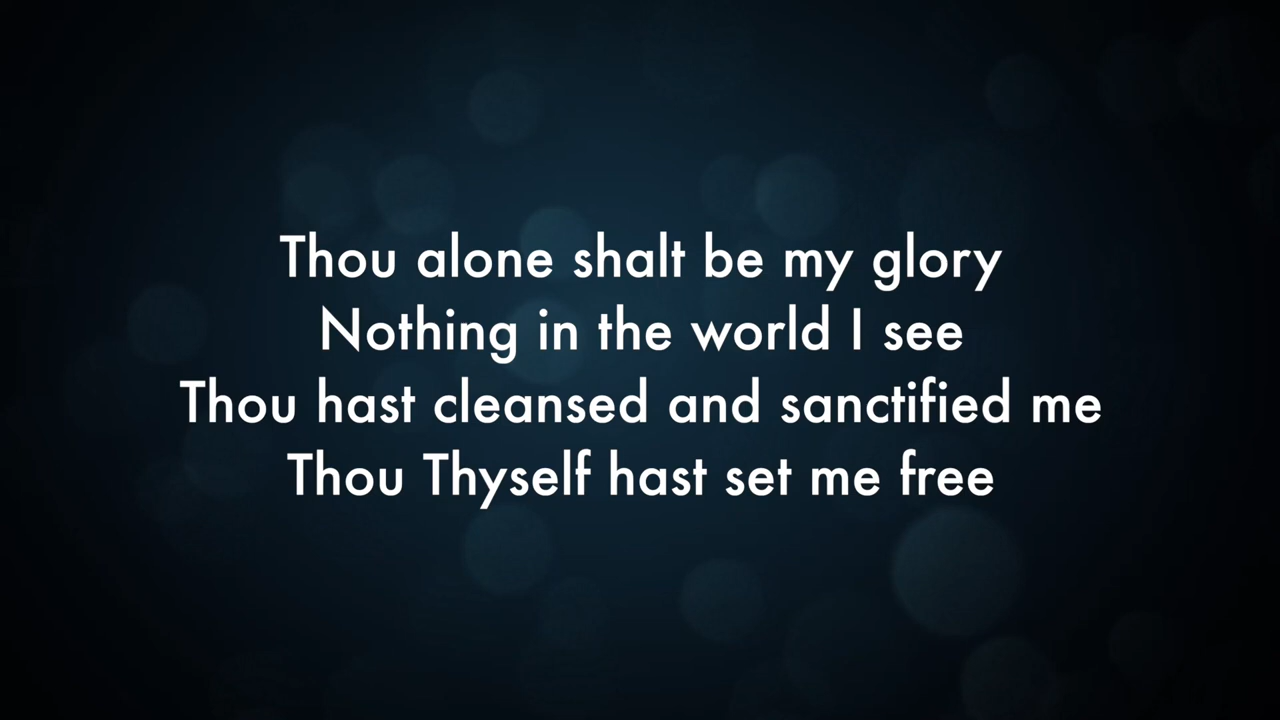 Thou alone shalt be my glory
Nothing in the world I see
Thou hast cleansed and sanctified me
Thou Thyself hast set me free